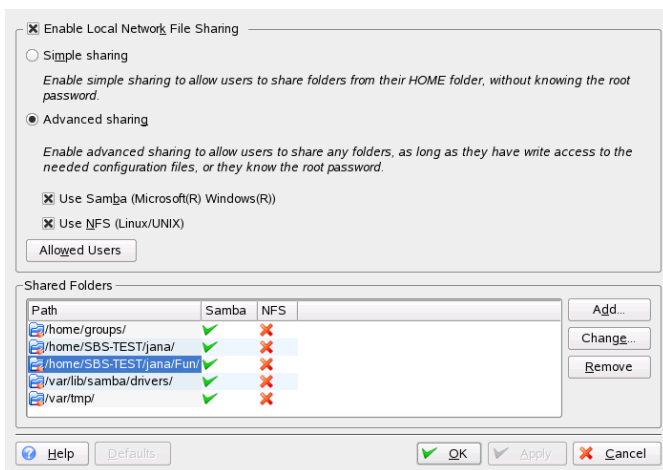 Enable Local Network File Sharing
Simple sharing
Enable simple sharing to allow users to share folders from their HOME folder, without knowing the root
password.
Advanced sharing
Enable advanced sharing to allow users to share any folders, as long as they have write access to the
needed configuration files, or they know the root password.
Use Samba (Microsoft(R) Windows(R))
Use NFS (Linux/UNIX)
Allowed Users
Shared Folders
Path Samba NFS
/home/groups/
/home/SBS-TEST/jana/
/home/SBS-TEST/jana/Fun/
/var/lib/samba/drivers/
/var/tmp/
Add...
Change...
Remove
Help Defaults OK Apply Cancel